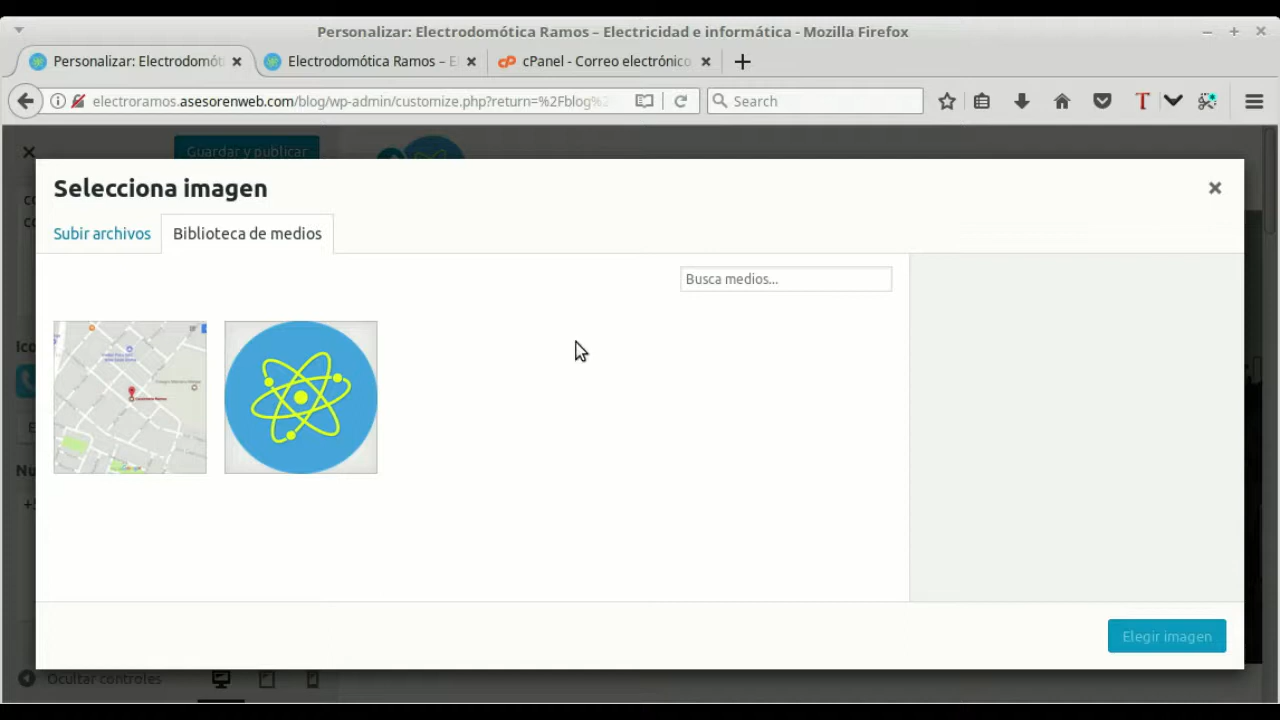 Personalizar: Electrodomótica Ramos – Electricidad e informática - Mozilla Firefox
Personalizar: Electrodomóti
Electrodomótica Ramos – El
cPanel - Correo electrónico
electroramos.asesorenweb.com/blog/wp-admin/customize.php?return=%2Fblog%2
Search
Guardar y publicar
Selecciona imagen
Subir archivos
Biblioteca de medios
Busca medios...
Elegir imagen
Ocultar controles